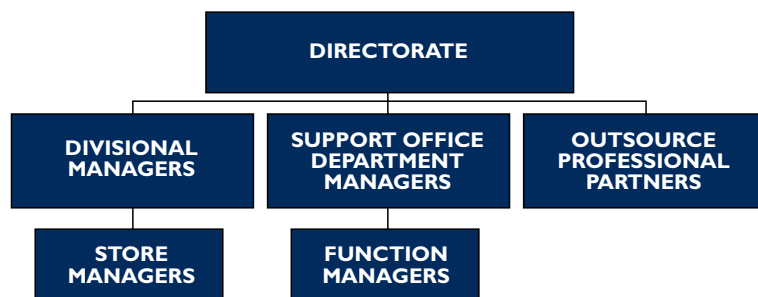 DIRECTORATE
DIVISIONAL
MANAGERS
SUPPORT OFFICE
DEPARTMENT
MANAGERS
OUTSOURCE
PROFESSIONAL
PARTNERS
STORE
MANAGERS
FUNCTION
MANAGERS